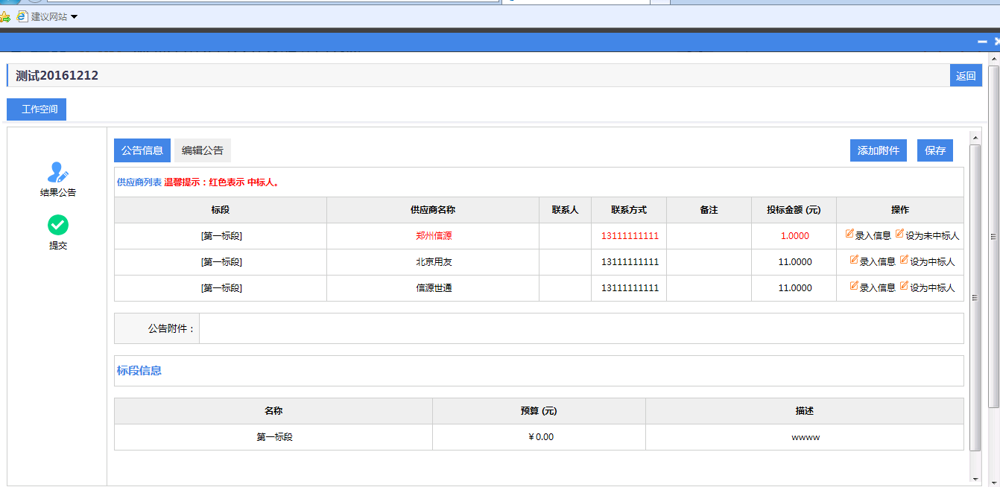 建议网站
测试20161212
返回
工作空间
结果公告
提交
公告信息 编辑公告 添加附件 保存
供应商列表 温馨提示：红色表示 中标人。
标段 供应商名称 联系人 联系方式 备注 投标金额 (元) 操作
[第一标段] 郑州信源 13111111111 1.0000 录入信息 设为未中标人
[第一标段] 北京用友 13111111111 11.0000 录入信息 设为中标人
[第一标段] 信源世通 13111111111 11.0000 录入信息 设为中标人
公告附件：
标段信息
名称 预算 (元) 描述
第一标段 ￥0.00 wwww